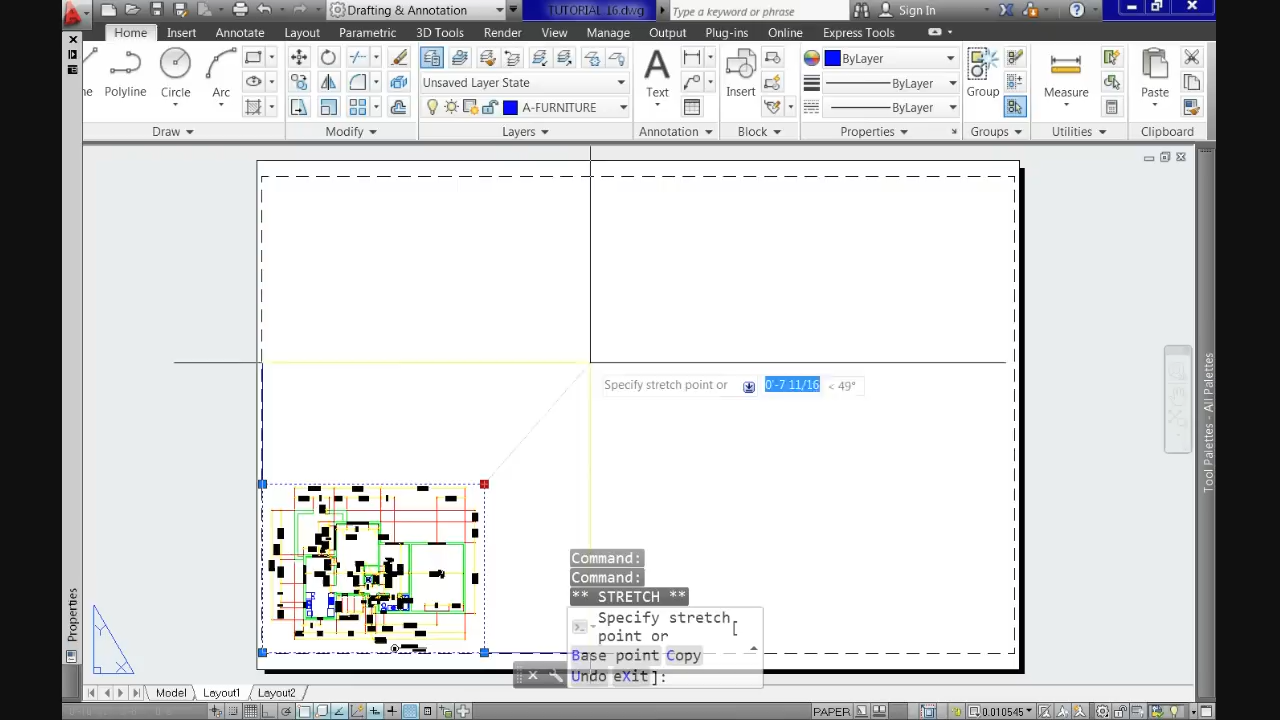 Drafting & Annotation
TUTORIAL 16.dwg
Type a keyword or phrase
Sign In
Home Insert Annotate Layout Parametric 3D Tools Render View Manage Output Plug-ins Online Express Tools
Polyline Circle Arc
Unsaved Layer State
A-FURNITURE
Text
Insert
ByLayer
ByLayer
ByLayer
Group
Measure
Paste
Draw Modify Layers Annotation Block Properties Groups Utilities Clipboard
Specify stretch point or 0'-7 11/16 < 49°
Command:
Command:
** STRETCH **
Specify stretch
point or
Base point Copy
Undo eXit]:
Y
X
Tool Palettes - All Palettes
Properties
Model Layout1 Layout2
PAPER
0.010545